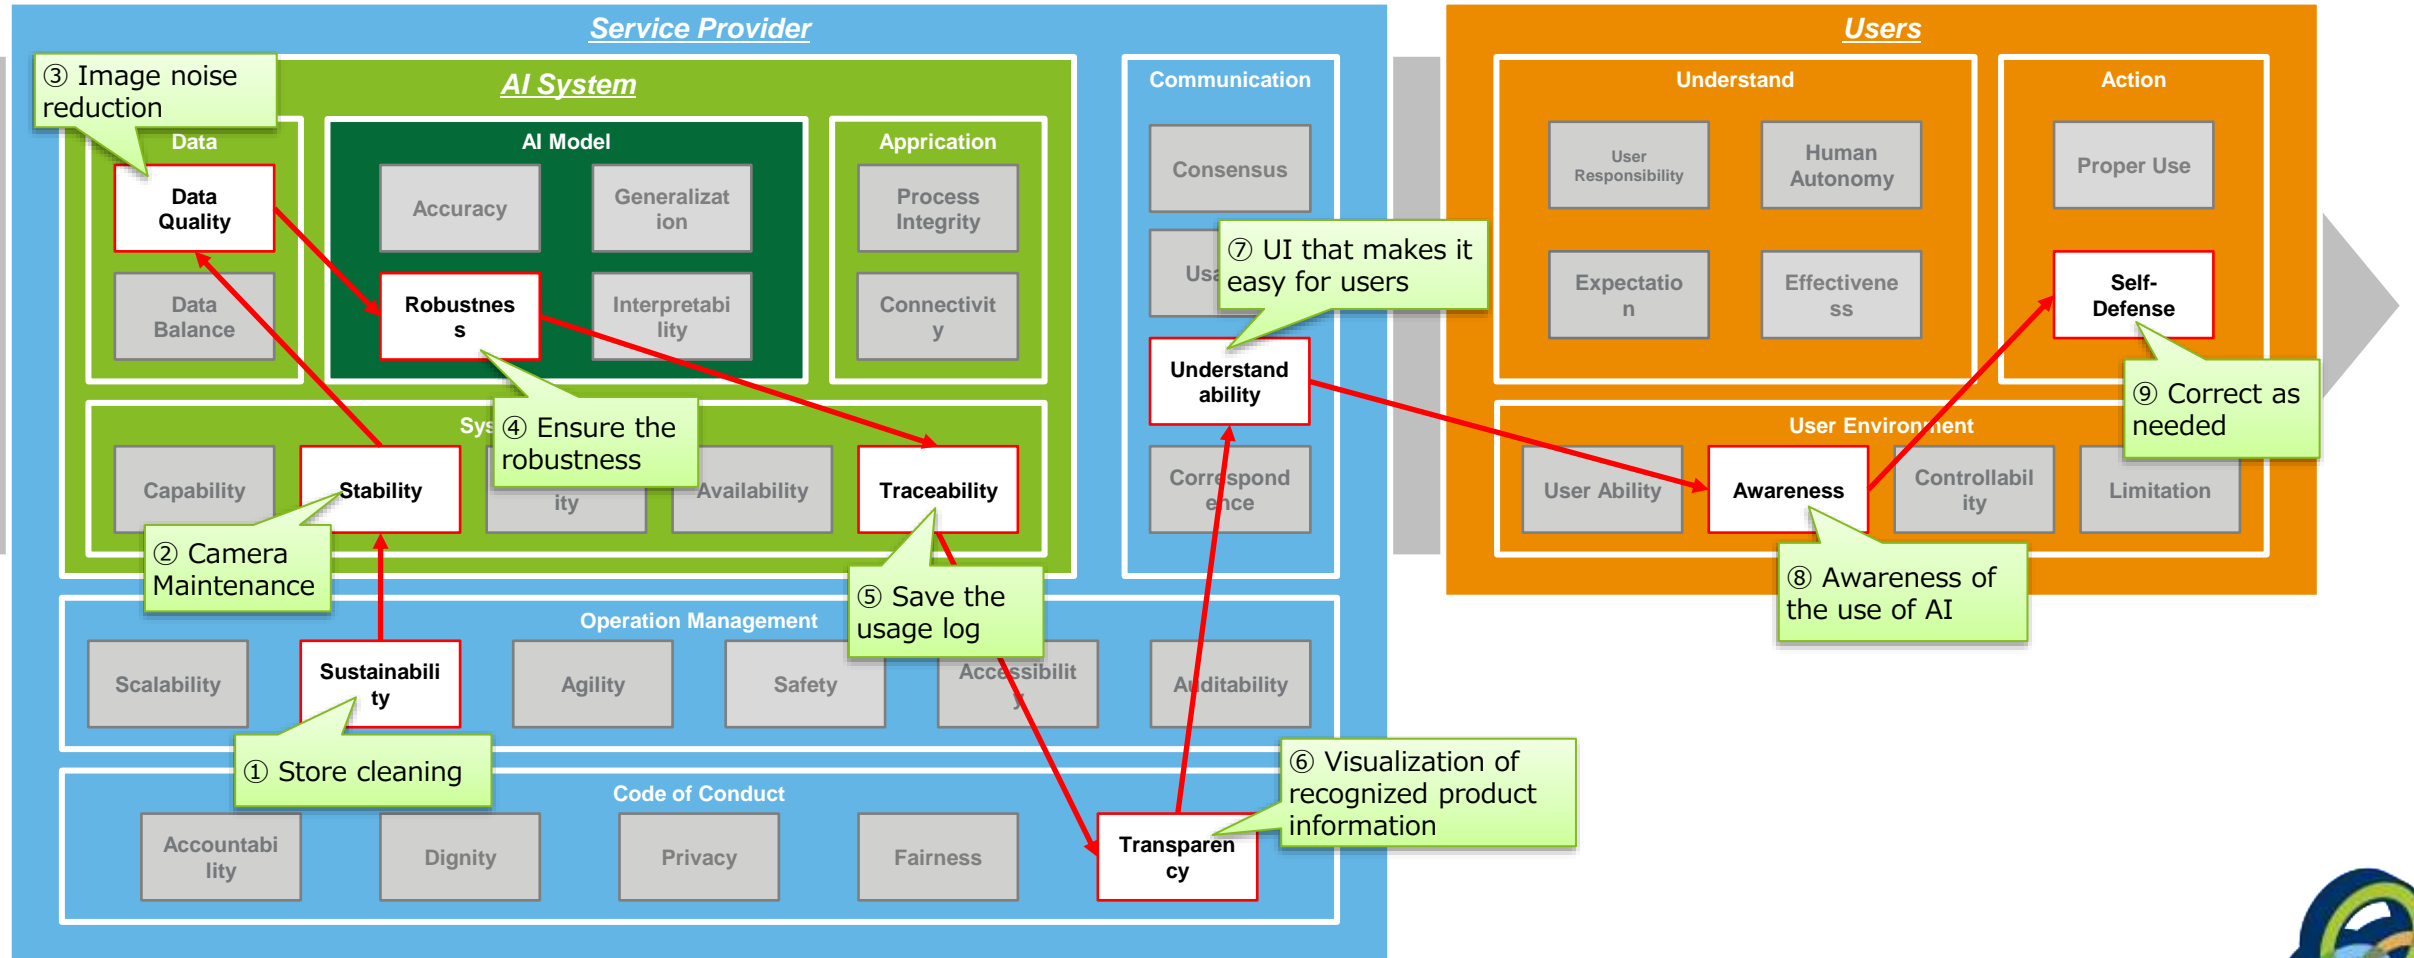 Service Provider
Users
③ Image noise
reduction
AI System
Data
AI Model
Apprication
Communication
Understand
Action
Data
Quality
Accuracy
Generalizat
ion
Process
Integrity
Consensus
User
Responsibility
Human
Autonomy
Proper Use
Data
Balance
Robustnes
s
Interpretabi
lity
Connectivit
y
Usa
⑦ UI that makes it
easy for users
Expectatio
n
Effectivene
ss
Self-
Defense
Understand
ability
④ Ensure the
robustness
⑨ Correct as
needed
Sys
User Environment
Capability
Stability
ity
Availability
Traceability
Correspond
ence
User Ability
Awareness
Controllabil
ity
Limitation
② Camera
Maintenance
⑤ Save the
usage log
⑧ Awareness of
the use of AI
Operation Management
Scalability
Sustainabili
ty
Agility
Safety
Accessibilit
y
Auditability
① Store cleaning
⑥ Visualization of
recognized product
information
Code of Conduct
Accountabi
lity
Dignity
Privacy
Fairness
Transparen
cy